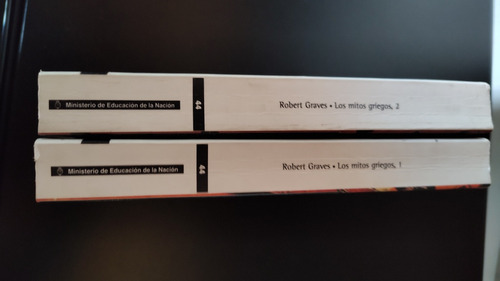 Ministerio de Educación de la Nación 44 Robert Graves • Los mitos griegos, 2
Ministerio de Educación de la Nación 44 Robert Graves • Los mitos griegos, 1